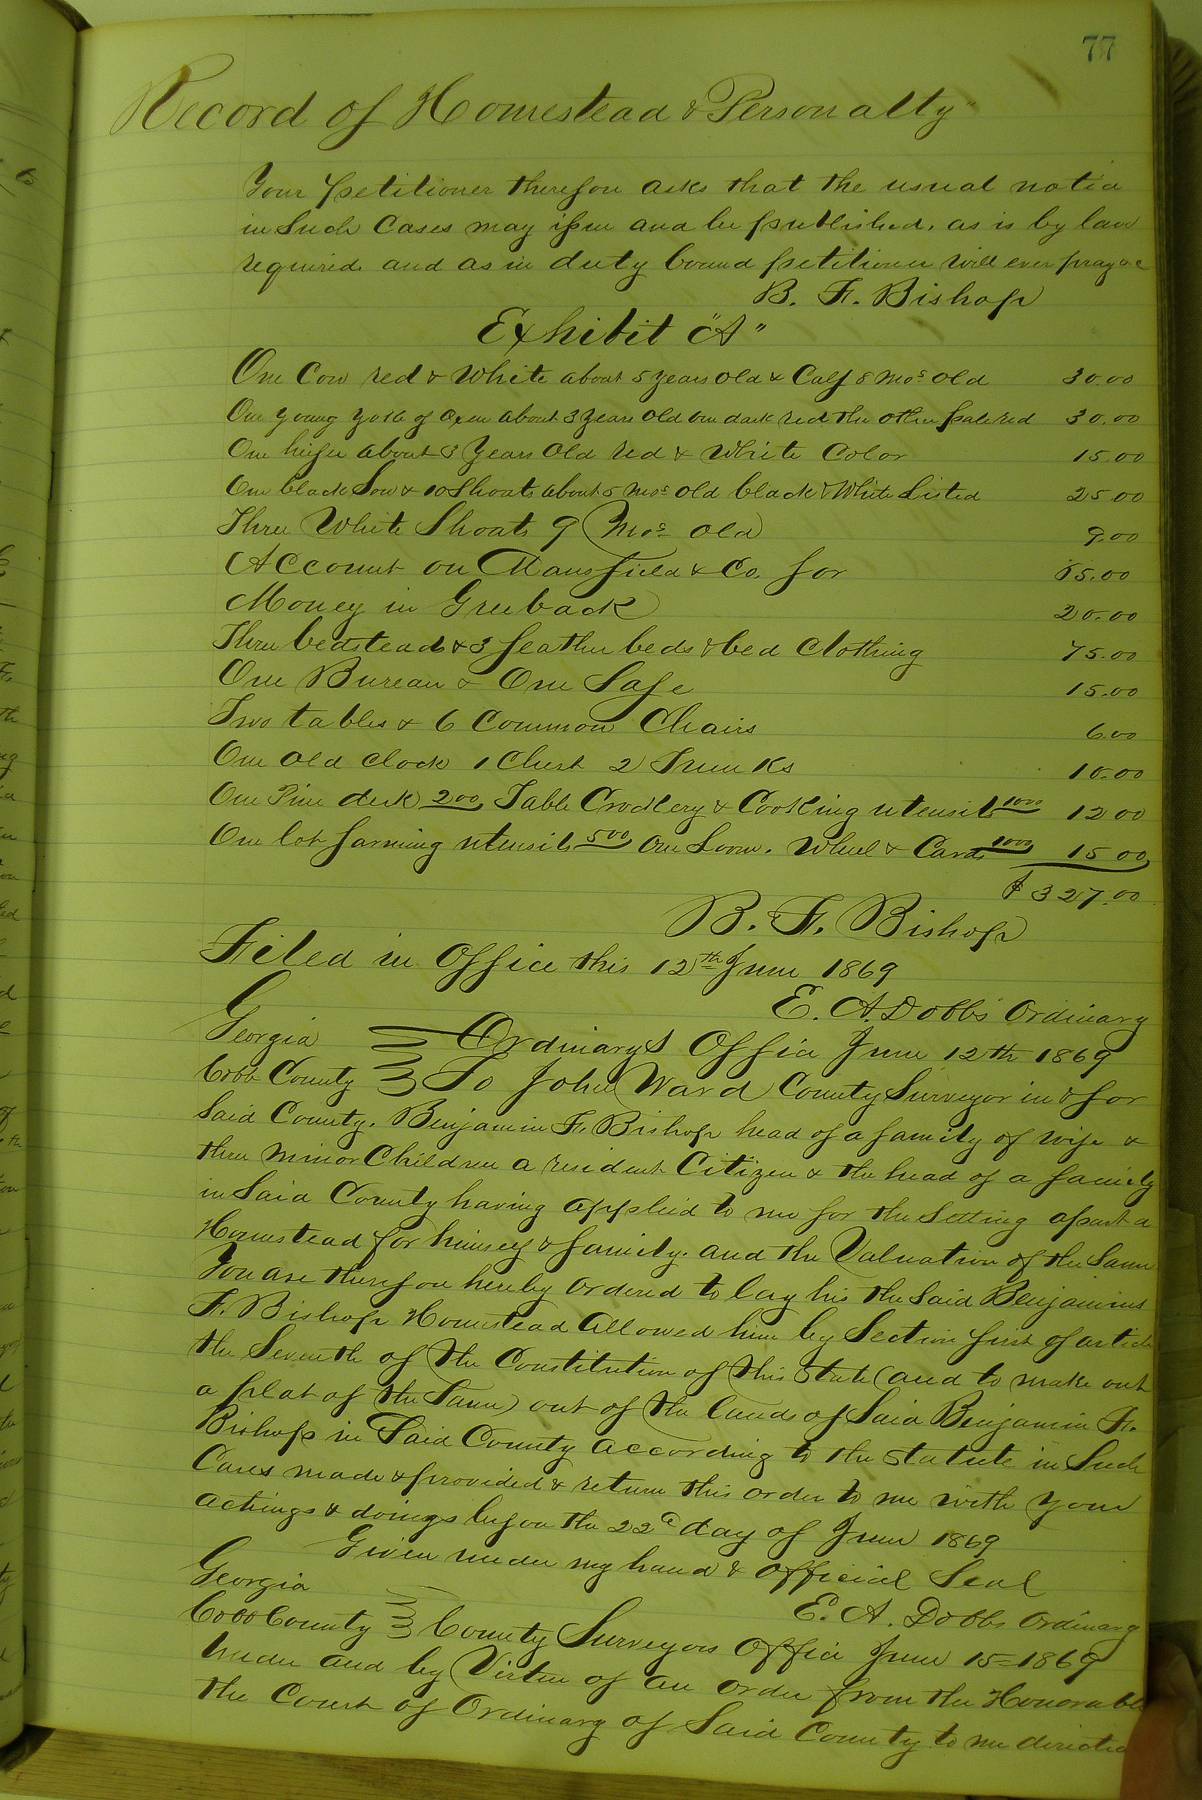 77
Record of Homestead & Personalty"
Your petitioner therefore asks that the usual notice
in Such Cases may issue and be published, as is by law
required. and as in duty bound petitioner will ever pray &c
B. F. Bishop
Exhibit "A"
One Cow red & White about 5 years old & Calf 8 mos old 30.00
One young yoke of Oxen about 3 years old one dark red the other pale red 30.00
One heifer about 3 years old red & White Color 15.00
One black Sow & 10 Shoats about 5 mos old black & White Listed 25.00
Three White Shoats 9 mos old 9.00
Account on Mansfield & Co. for 65.00
Money in Greenback 20.00
Three bedsteads & 3 feather beds & bed Clothing 75.00
One Bureau & One Safe 15.00
Two tables & 6 Common Chairs 6.00
One old clock 1 Chest 2 Trunks 10.00
One Pine desk 2.00, Table Crockery & Cooking utensils 10.00 12 00
One lot farming utensils 5.00 One Loom. Wheel & Cards 10.00 15 00
$ 327.00
B. F. Bishop
Filed in Office this 12th June 1869
E. A. Dobbs Ordinary
Georgia Ordinarys Office June 12th 1869
Cobb County To John Ward County Surveyor in & for
Said County. Benjamin F. Bishop head of a family of wife &
three minor Children a resident Citizen & the head of a family
in Said County having applied to me for the Setting apart a
Homestead for himself & family. and the Valuation of the Same
You are therefore hereby ordered to lay his the Said Benjamins
F. Bishop Homestead Allowed him by Section first of article
the Seventh of the Constitution of this State (and to make out
a plat of the Same) out of the lands of Said Benjamin F.
Bishop in Said County according to the Statute in Such
Cases made & provided & return this order to me with your
actings & doings before the 22d day of June 1869
Given under my hand & official Seal
E. A. Dobbs Ordinary
Georgia
Cobb County County Surveyors Office June 15=1869
Under and by Virtue of an order from the Honorable
the Court of Ordinary of Said County to me directed